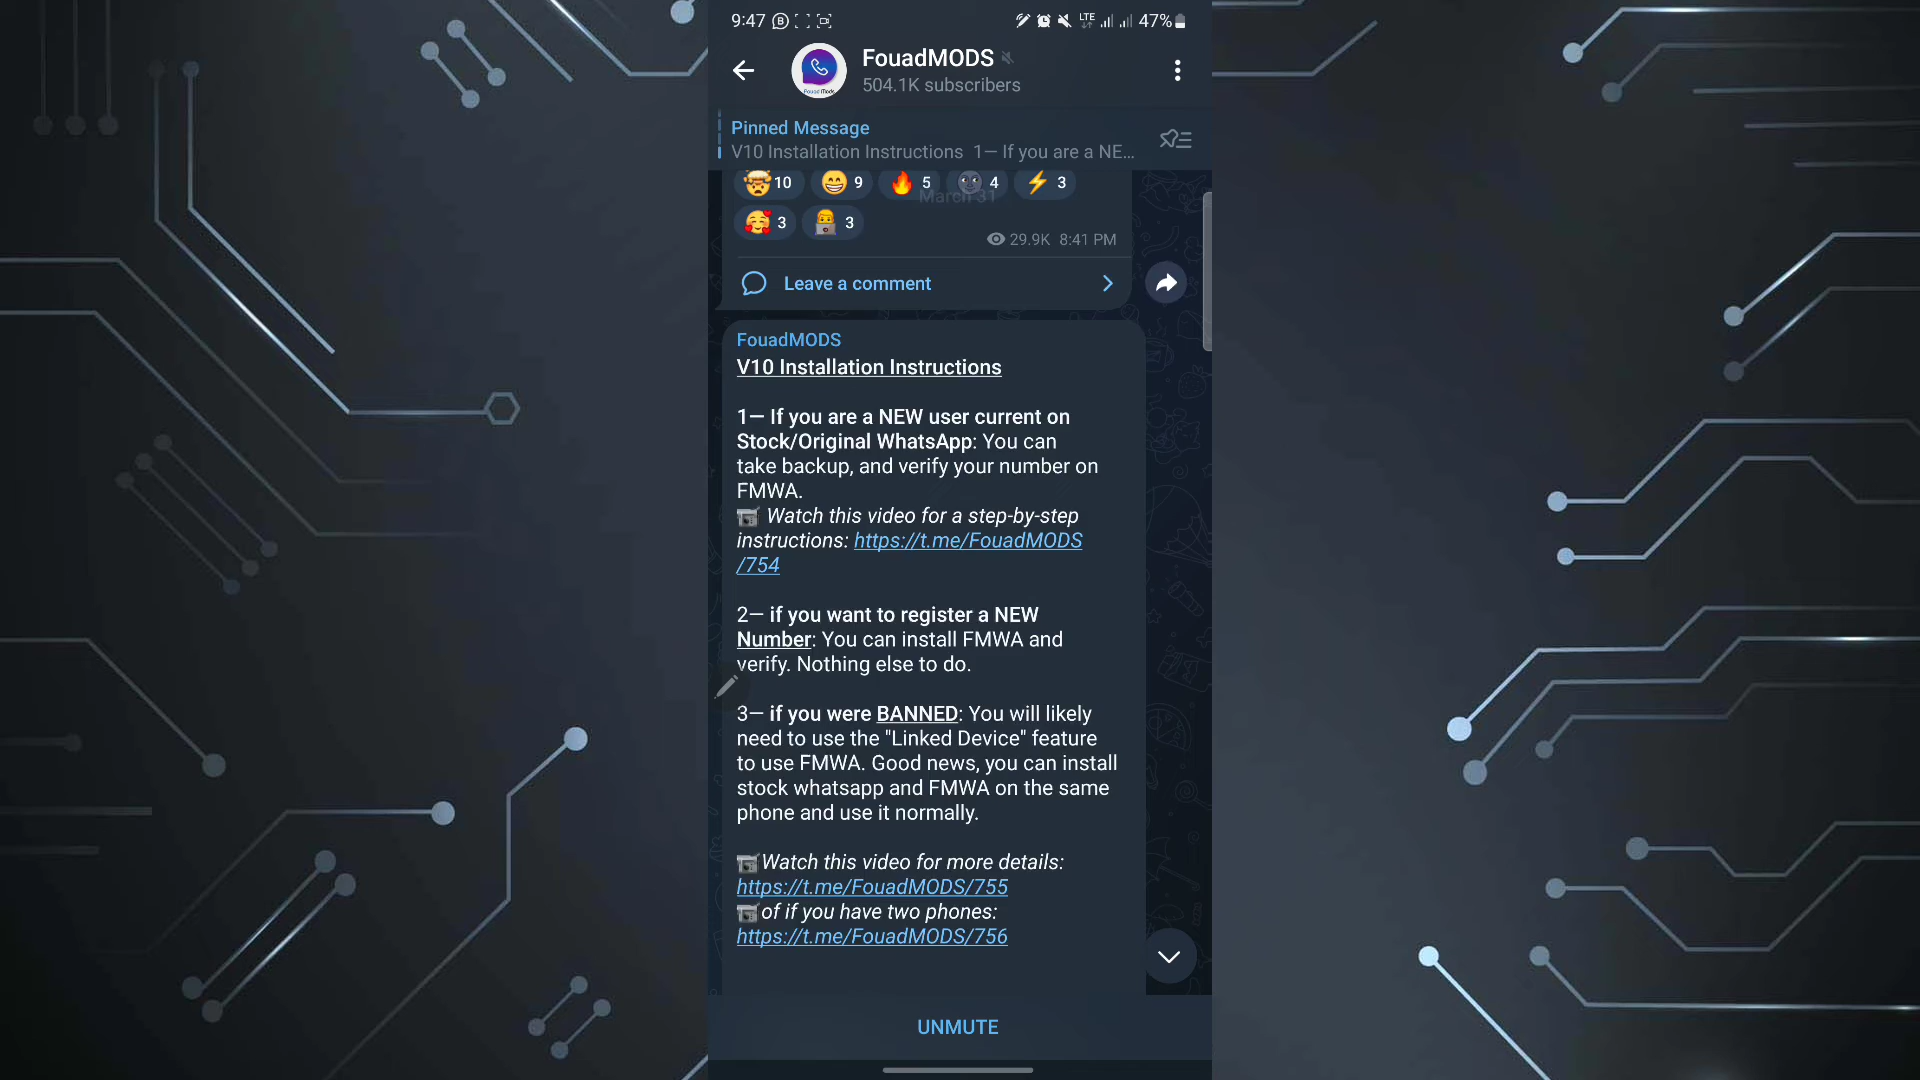 9:47
LTE
47%
FouadMODS
504.1K subscribers
Pinned Message
V10 Installation Instructions 1— If you are a NE...
10 9 5 4 3
March 31
3 3
29.9K 8:41 PM
Leave a comment
FouadMODS
V10 Installation Instructions
1— If you are a NEW user current on
Stock/Original WhatsApp: You can
take backup, and verify your number on
FMWA.
Watch this video for a step-by-step
instructions: https://t.me/FouadMODS
/754
2— if you want to register a NEW
Number: You can install FMWA and
verify. Nothing else to do.
3— if you were BANNED: You will likely
need to use the "Linked Device" feature
to use FMWA. Good news, you can install
stock whatsapp and FMWA on the same
phone and use it normally.
Watch this video for more details:
https://t.me/FouadMODS/755
of if you have two phones:
https://t.me/FouadMODS/756
UNMUTE